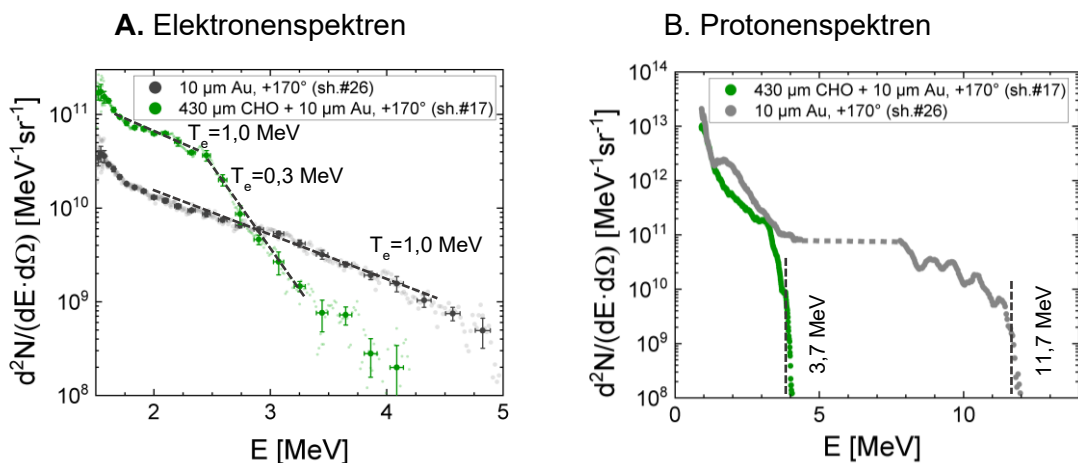 A. Elektronenspektren
10 µm Au, +170° (sh.#26)
430 µm CHO + 10 µm Au, +170° (sh.#17)
10¹¹
10¹⁰
10⁹
10⁸
d²N/(dE·dΩ) [MeV⁻¹sr⁻¹]
Tₑ=1,0 MeV
Tₑ=0,3 MeV
Tₑ=1,0 MeV
2 3 4 5
E [MeV]
B. Protonenspektren
430 µm CHO + 10 µm Au, +170° (sh.#17)
10 µm Au, +170° (sh.#26)
10¹⁴
10¹³
10¹²
10¹¹
10¹⁰
10⁹
10⁸
d²N/(dE·dΩ) [MeV⁻¹sr⁻¹]
3,7 MeV
11,7 MeV
0 5 10
E [MeV]